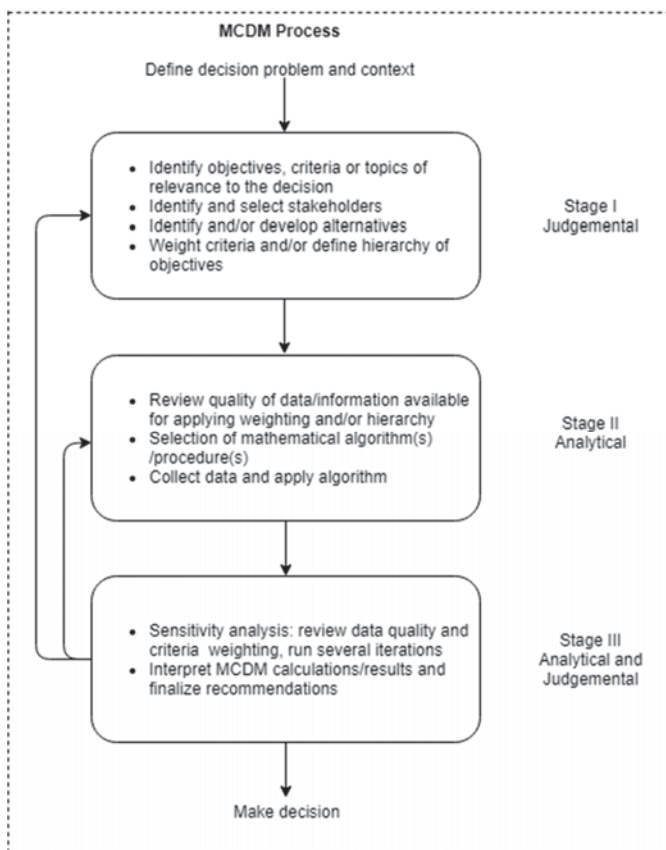 MCDM Process
Define decision problem and context
• Identify objectives, criteria or topics of
relevance to the decision
• Identify and select stakeholders
• Identify and/or develop alternatives
• Weight criteria and/or define hierarchy of
objectives
Stage I
Judgemental
• Review quality of data/information available
for applying weighting and/or hierarchy
• Selection of mathematical algorithm(s)
/procedure(s)
• Collect data and apply algorithm
Stage II
Analytical
• Sensitivity analysis: review data quality and
criteria weighting, run several iterations
• Interpret MCDM calculations/results and
finalize recommendations
Stage III
Analytical and
Judgemental
Make decision